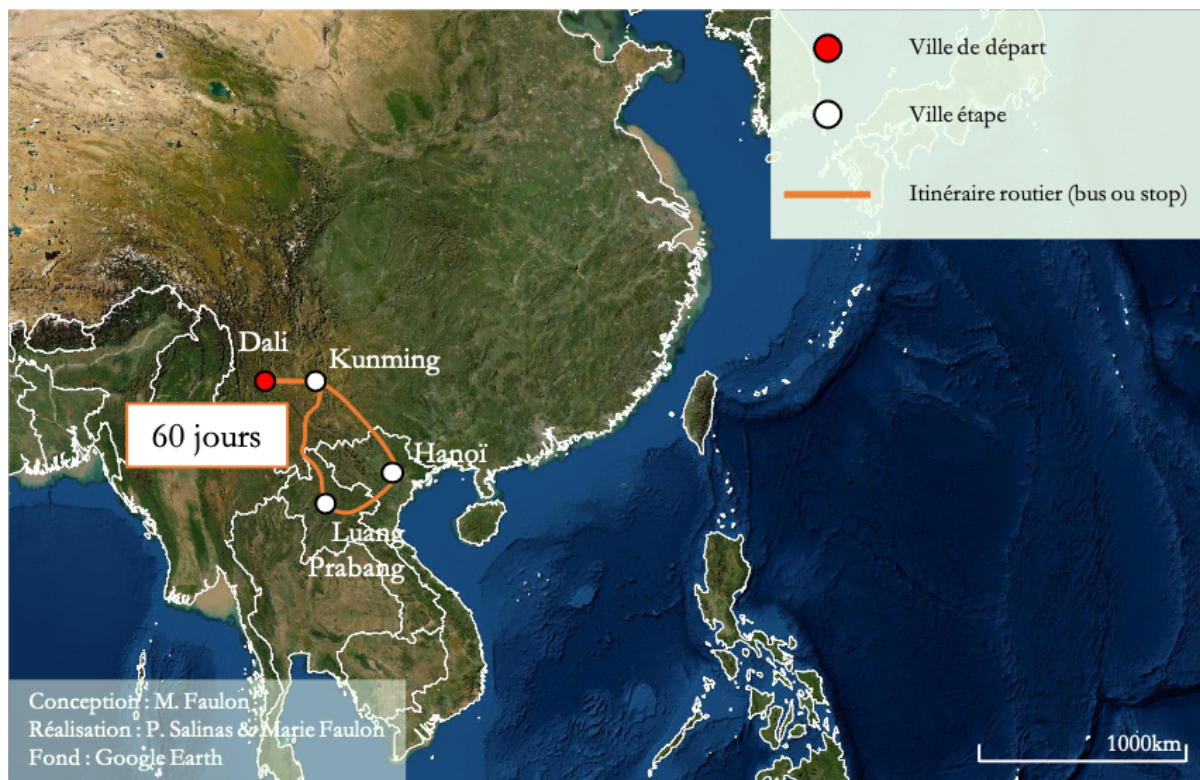 Ville de départ
Ville étape
Itinéraire routier (bus ou stop)
Dali
Kunming
60 jours
Hanoï
Luang
Prabang
Conception : M. Faulon
Réalisation : P. Salinas & Marie Faulon
Fond : Google Earth
1000km